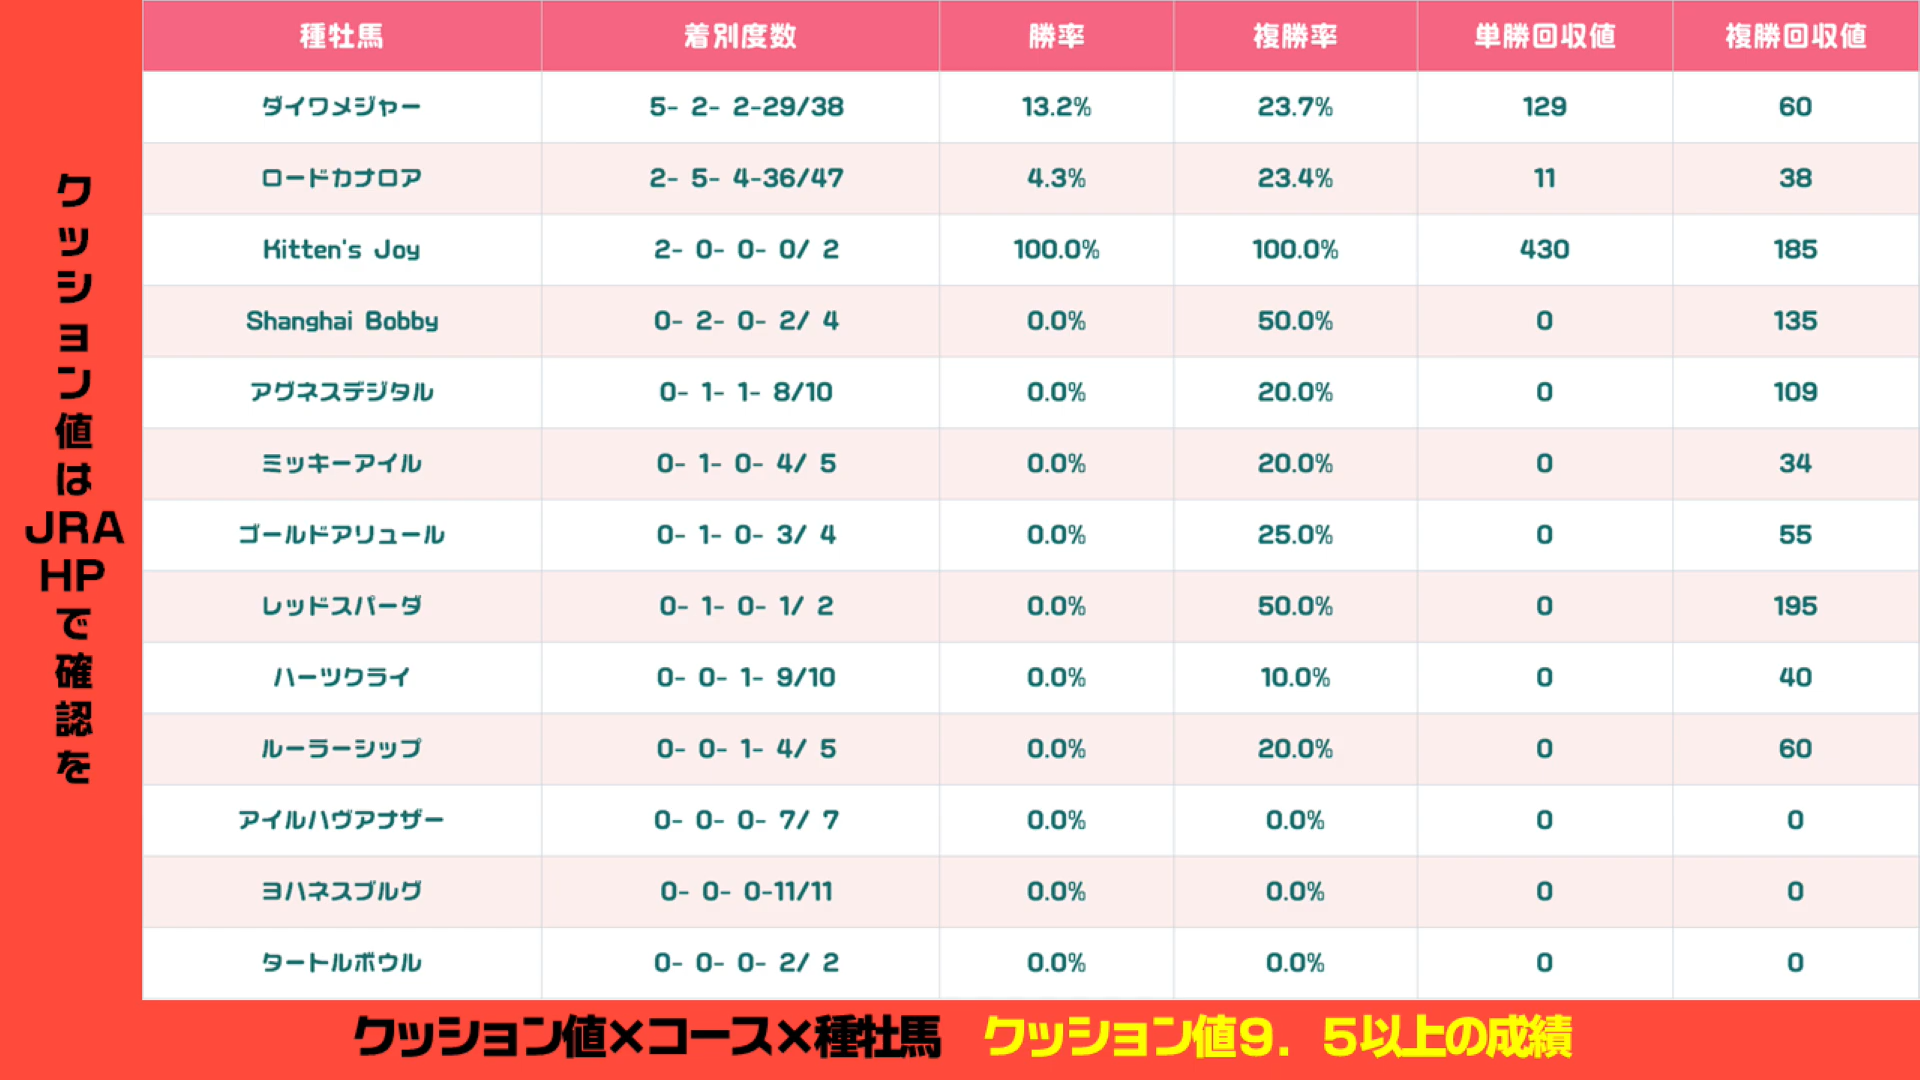 クッション値はJRAHPで確認を
種牡馬 着別度数 勝率 複勝率 単勝回収値 複勝回収値
ダイワメジャー 5- 2- 2-29/38 13.2% 23.7% 129 60
ロードカナロア 2- 5- 4-36/47 4.3% 23.4% 11 38
Kitten's Joy 2- 0- 0- 0/ 2 100.0% 100.0% 430 185
Shanghai Bobby 0- 2- 0- 2/ 4 0.0% 50.0% 0 135
アグネスデジタル 0- 1- 1- 8/10 0.0% 20.0% 0 109
ミッキーアイル 0- 1- 0- 4/ 5 0.0% 20.0% 0 34
ゴールドアリュール 0- 1- 0- 3/ 4 0.0% 25.0% 0 55
レッドスパーダ 0- 1- 0- 1/ 2 0.0% 50.0% 0 195
ハーツクライ 0- 0- 1- 9/10 0.0% 10.0% 0 40
ルーラーシップ 0- 0- 1- 4/ 5 0.0% 20.0% 0 60
アイルハヴアナザー 0- 0- 0- 7/ 7 0.0% 0.0% 0 0
ヨハネスブルグ 0- 0- 0-11/11 0.0% 0.0% 0 0
タートルボウル 0- 0- 0- 2/ 2 0.0% 0.0% 0 0
クッション値×コース×種牡馬 クッション値9．5以上の成績